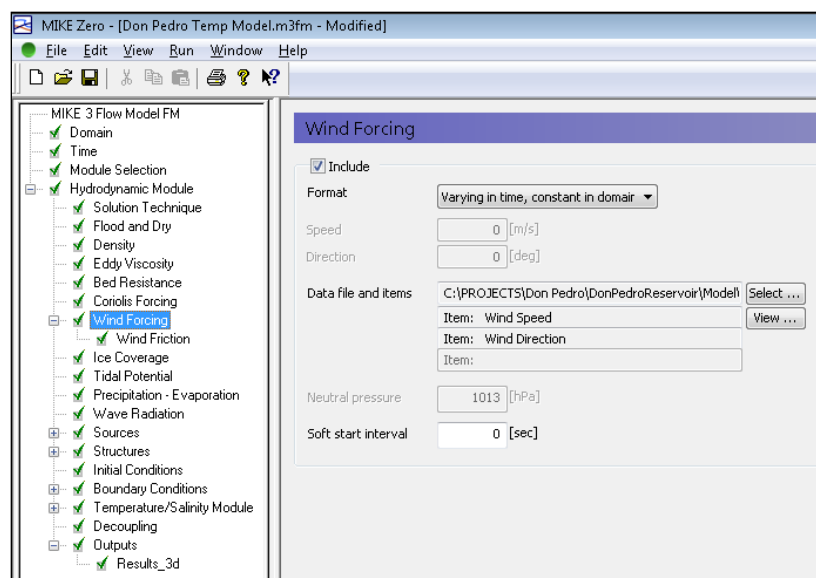 MIKE Zero - [Don Pedro Temp Model.m3fm - Modified]
File Edit View Run Window Help
MIKE 3 Flow Model FM
Domain
Time
Module Selection
Hydrodynamic Module
Solution Technique
Flood and Dry
Density
Eddy Viscosity
Bed Resistance
Coriolis Forcing
Wind Forcing
Wind Friction
Ice Coverage
Tidal Potential
Precipitation - Evaporation
Wave Radiation
Sources
Structures
Initial Conditions
Boundary Conditions
Temperature/Salinity Module
Decoupling
Outputs
Results_3d
Wind Forcing
Include
Format Varying in time, constant in domair
Speed 0 [m/s]
Direction 0 [deg]
Data file and items C:\PROJECTS\Don Pedro\DonPedroReservoir\Model\ Select ...
Item: Wind Speed View ...
Item: Wind Direction
Item:
Neutral pressure 1013 [hPa]
Soft start interval 0 [sec]